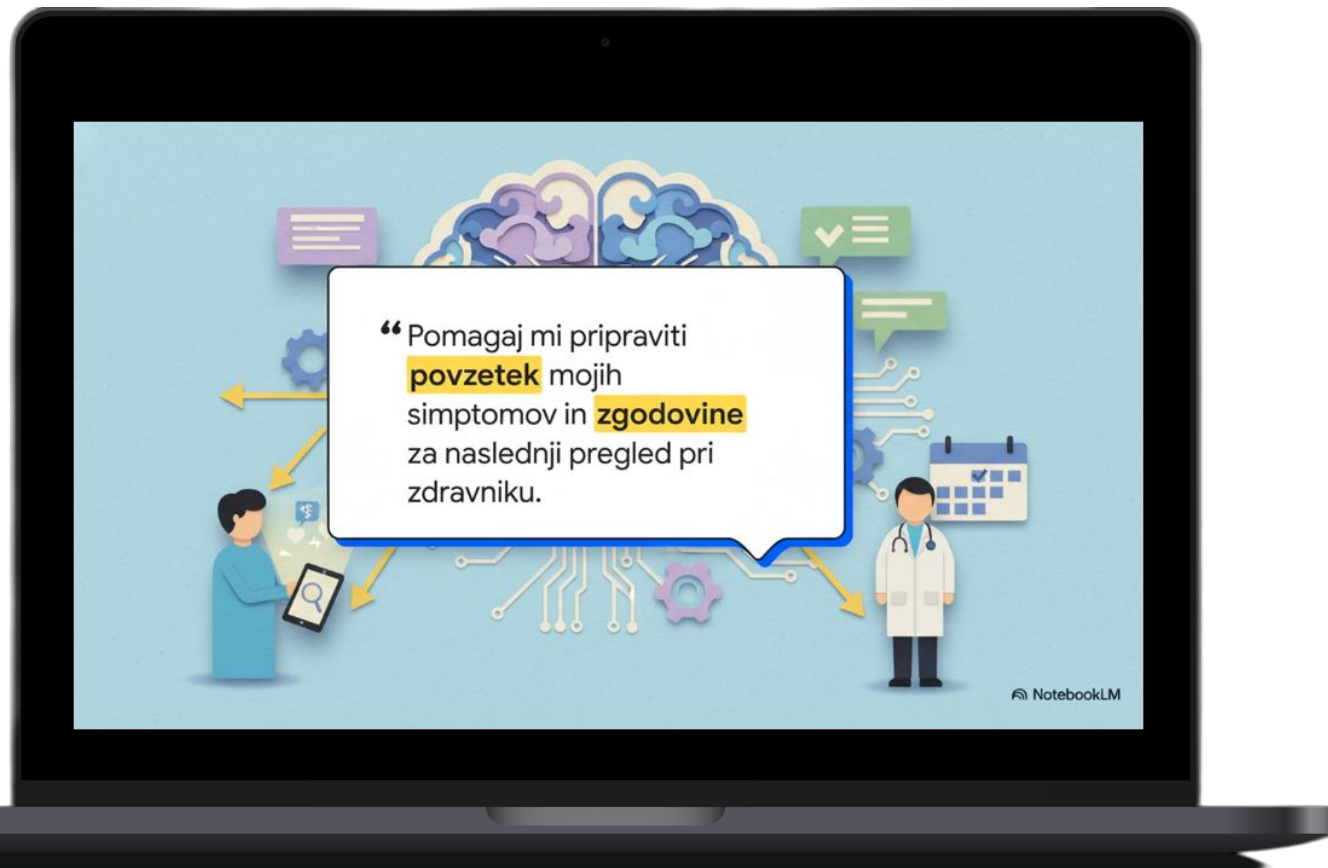 “ Pomagaj mi pripraviti
povzetek mojih
simptomov in zgodovine
za naslednji pregled pri
zdravniku.
NotebookLM